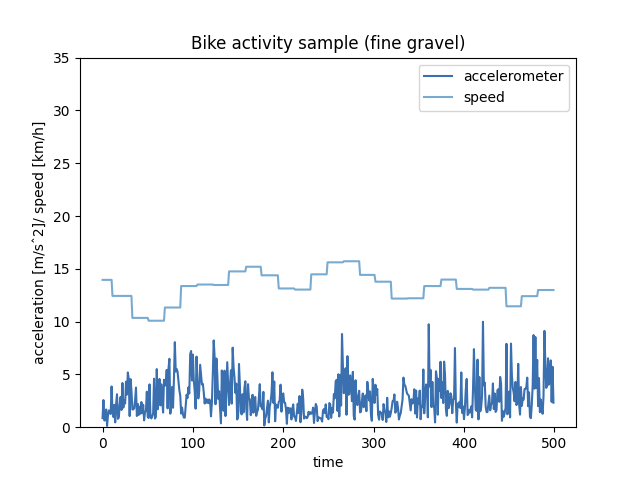 Bike activity sample (fine gravel)
accelerometer
speed
acceleration [m/sˆ2]/ speed [km/h]
35
30
25
20
15
10
5
0
0 100 200 300 400 500
time